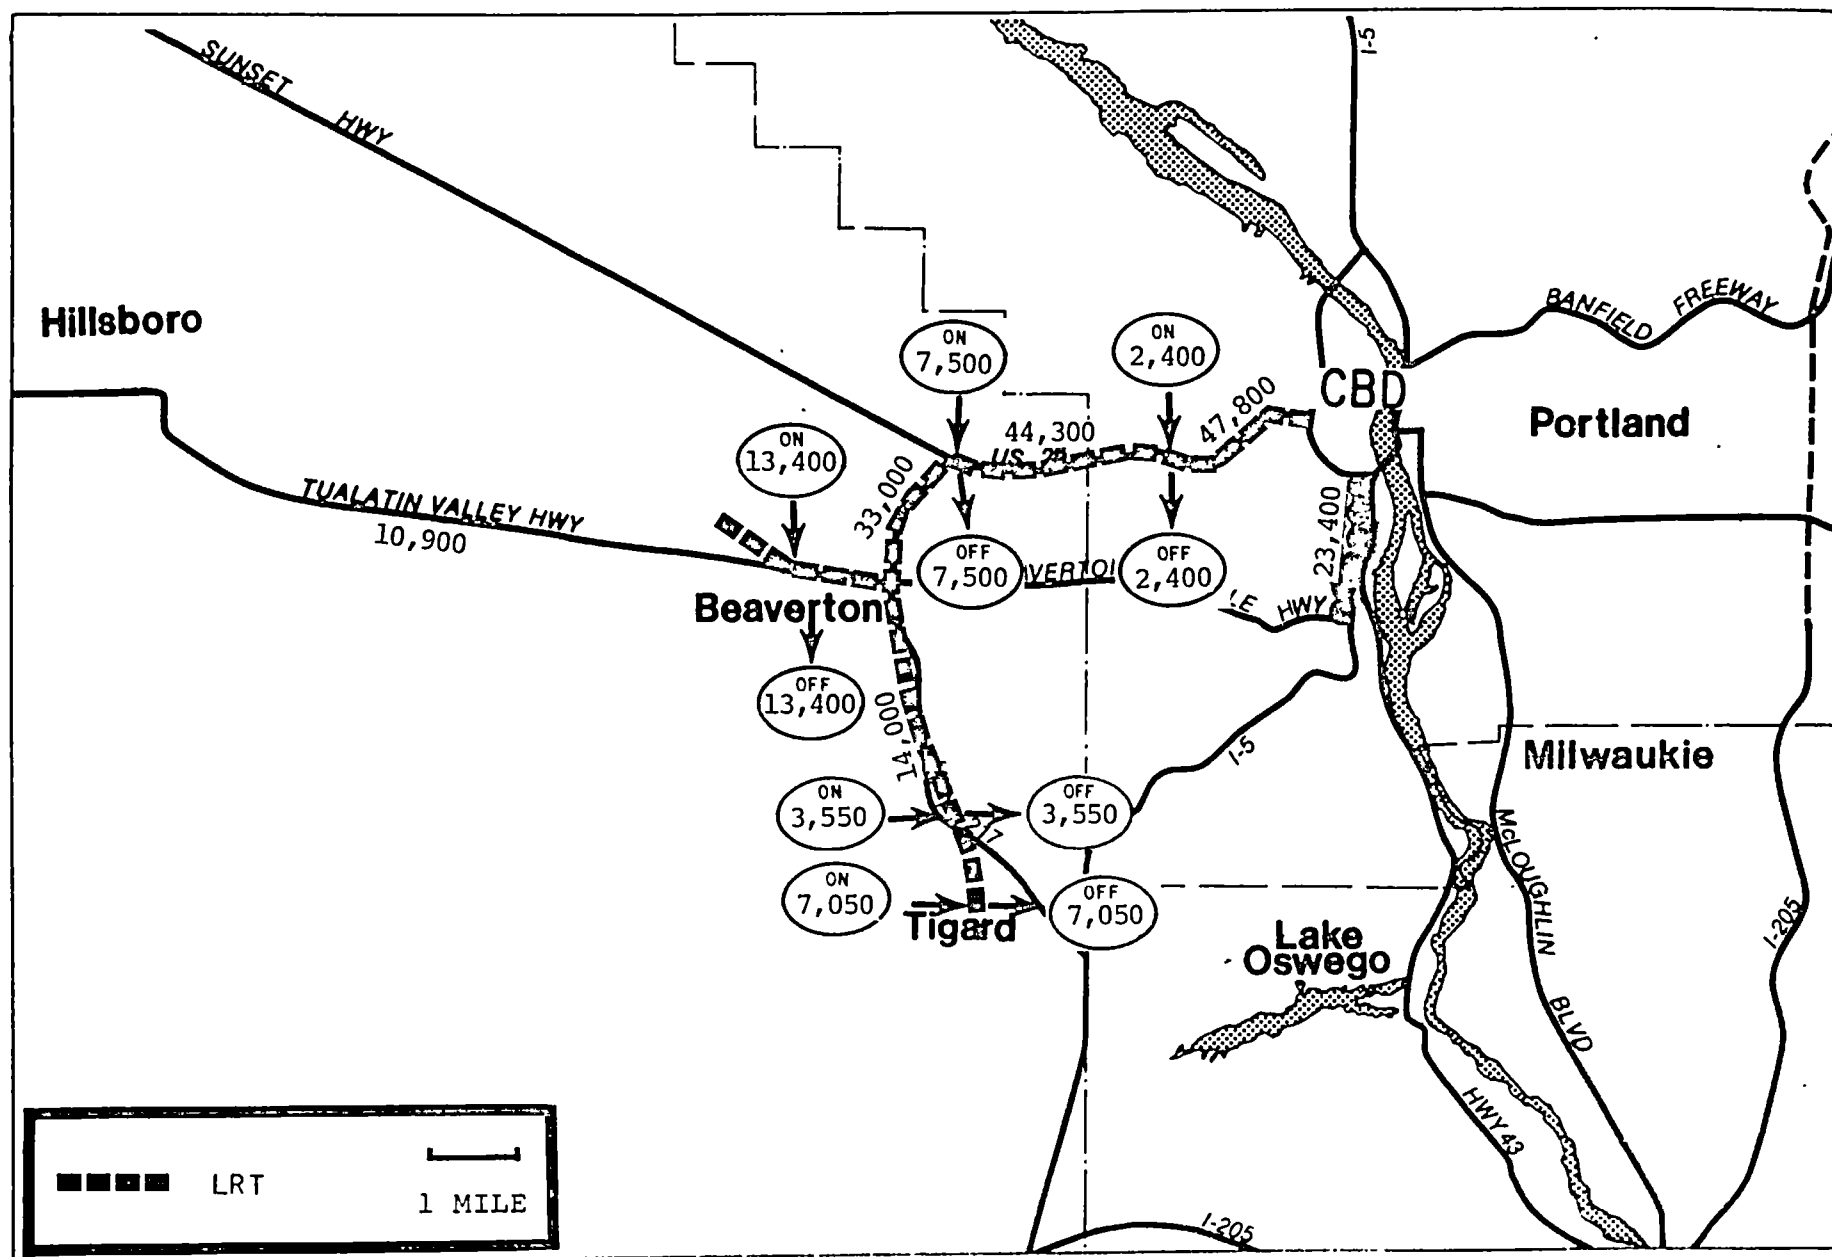 I-5
SUNSET
HWY
BANFIELD
FREEWAY
Hillsboro
ON
7,500
ON
2,400
CBD
Portland
47,800
44,300
ON
13,400
33,000
TUALATIN VALLEY HWY
10,900
23,400
OFF
7,500
OFF
2,400
HWY
Beaverton
OFF
13,400
14,000
I-5
Milwaukie
ON
3,550
OFF
3,550
217
ON
7,050
OFF
7,050
Tigard
McLOUGHLIN
BLVD
Lake
Oswego
I-205
HWY 43
LRT
1 MILE
I-205